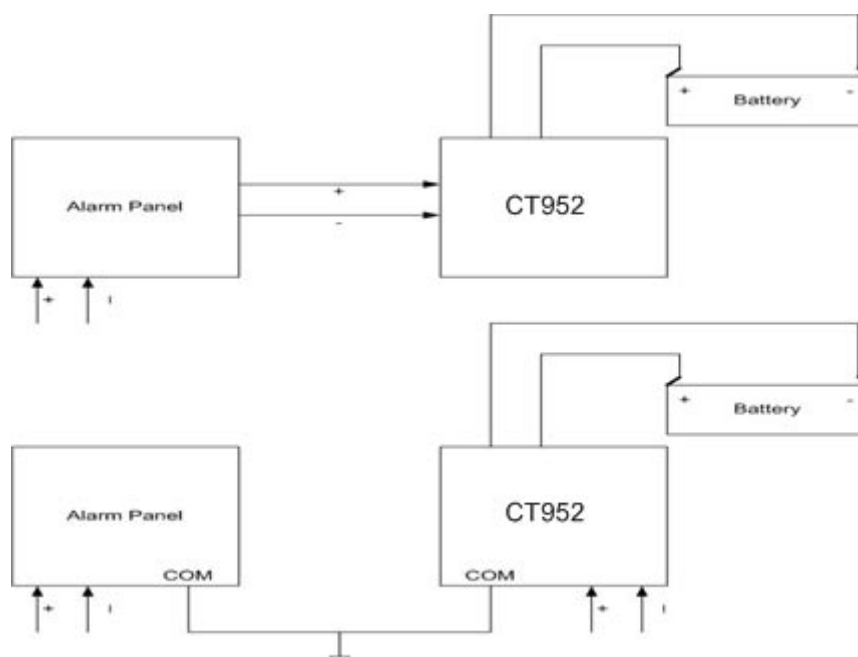 + Battery -
Alarm Panel
+
-
CT952
+ -
+ Battery -
Alarm Panel
CT952
COM
COM
+ -
+ -